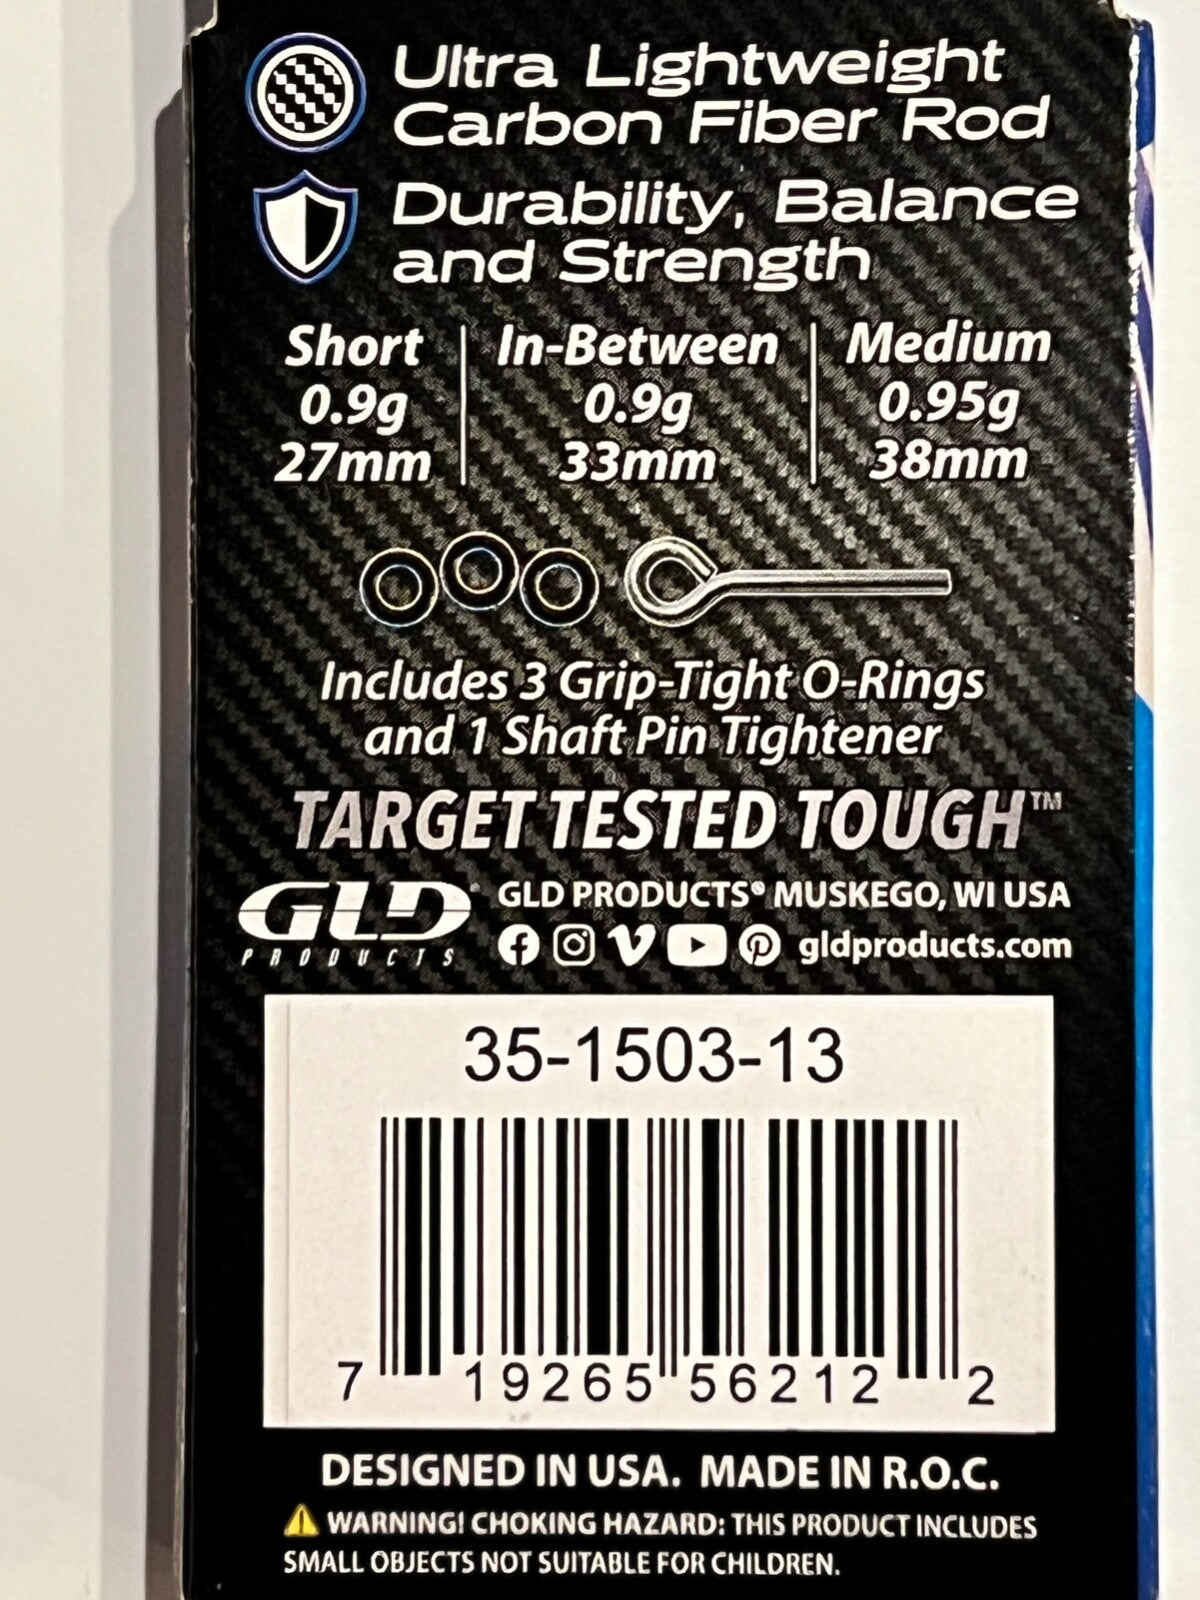 Ultra Lightweight
Carbon Fiber Rod
Durability, Balance
and Strength
Short
0.9g
27mm
In-Between
0.9g
33mm
Medium
0.95g
38mm
Includes 3 Grip-Tight O-Rings
and 1 Shaft Pin Tightener
TARGET TESTED TOUGH™
GLD
PRODUCTS
GLD PRODUCTS® MUSKEGO, WI USA
gldproducts.com
35-1503-13
7 19265 56212 2
DESIGNED IN USA. MADE IN R.O.C.
⚠ WARNING! CHOKING HAZARD: THIS PRODUCT INCLUDES
SMALL OBJECTS NOT SUITABLE FOR CHILDREN.